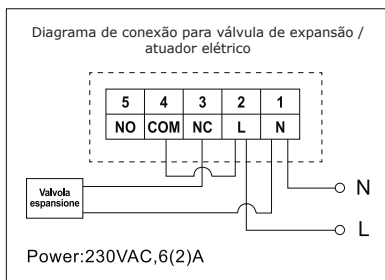 Diagrama de conexão para válvula de expansão /
atuador elétrico
5 4 3 2 1
NO COM NC L N
Valvola
espansione
N
L
Power:230VAC,6(2)A